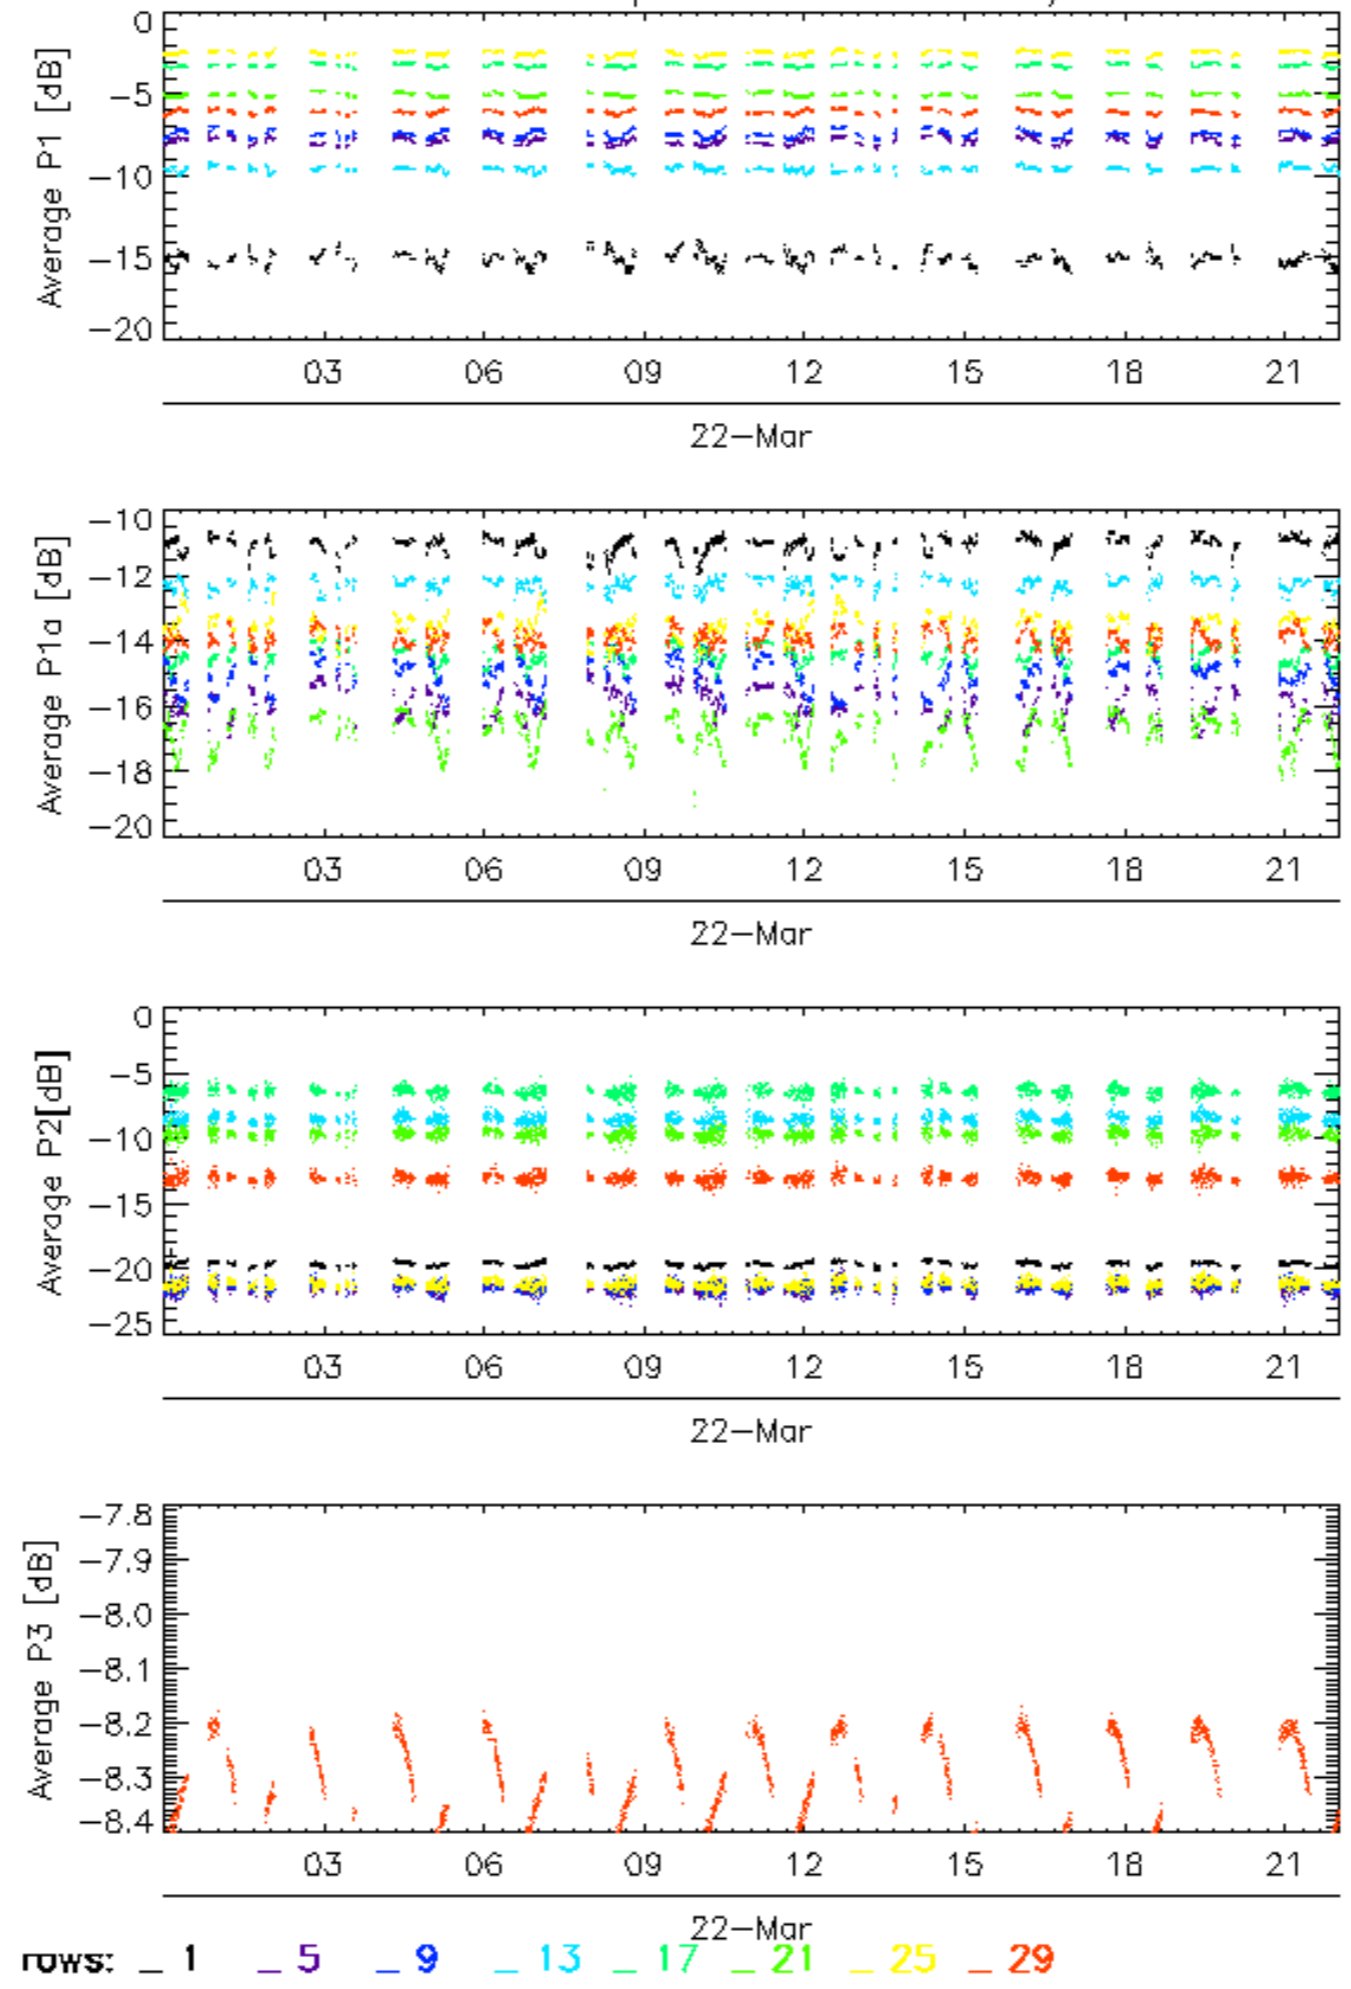 0
−5
−10
−15
−20
Average P1 [dB]
03 06 09 12 15 18 21
22−Mar
−10
−12
−14
−16
−18
−20
Average P1a [dB]
03 06 09 12 15 18 21
22−Mar
0
−5
−10
−15
−20
−25
Average P2[dB]
03 06 09 12 15 18 21
22−Mar
−7.8
−7.9
−8.0
−8.1
−8.2
−8.3
−8.4
Average P3 [dB]
03 06 09 12 15 18 21
22−Mar
rows: _ 1 _ 5 _ 9 _ 13 _ 17 _ 21 _ 25 _ 29